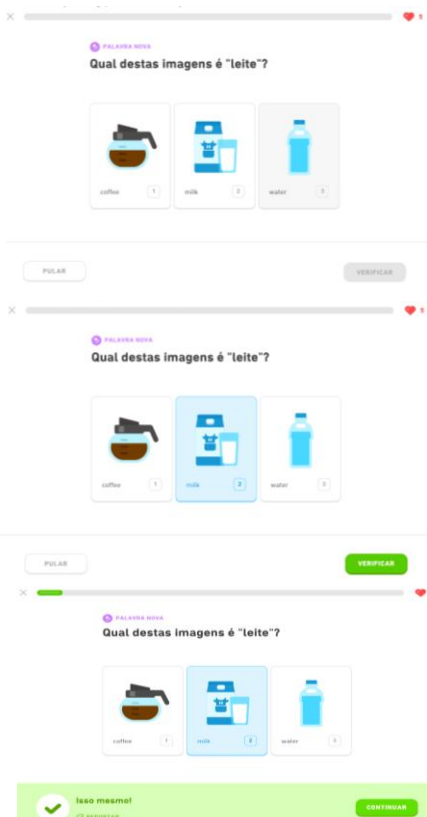 5
PALAVRA NOVA
Qual destas imagens é "leite"?
coffee 1 milk 2 water 3
PULAR VERIFICAR
5
PALAVRA NOVA
Qual destas imagens é "leite"?
coffee 1 milk 2 water 3
PULAR VERIFICAR
PALAVRA NOVA
Qual destas imagens é "leite"?
coffee 1 milk 2 water 3
Isso mesmo!
CONTINUAR